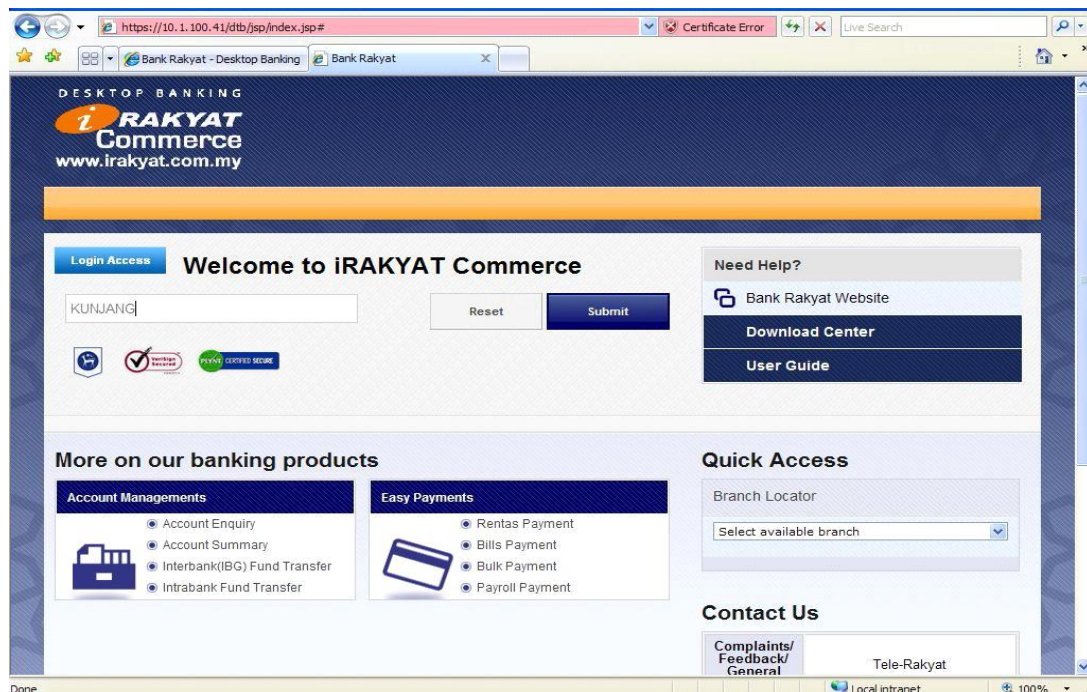 https://10.1.100.41/dtb/jsp/index.jsp#
Certificate Error
Live Search
Bank Rakyat - Desktop Banking
Bank Rakyat
DESKTOP BANKING
i RAKYAT
Commerce
www.irakyat.com.my
Login Access
Welcome to iRAKYAT Commerce
KUNJANG
Reset
Submit
VeriSign
Secured
CERTIFIED SECURE
Need Help?
Bank Rakyat Website
Download Center
User Guide
More on our banking products
Account Managements
Account Enquiry
Account Summary
Interbank(IBG) Fund Transfer
Intrabank Fund Transfer
Easy Payments
Rentas Payment
Bills Payment
Bulk Payment
Payroll Payment
Quick Access
Branch Locator
Select available branch
Contact Us
Complaints/
Feedback/
General
Tele-Rakyat
Done
Local intranet
100%